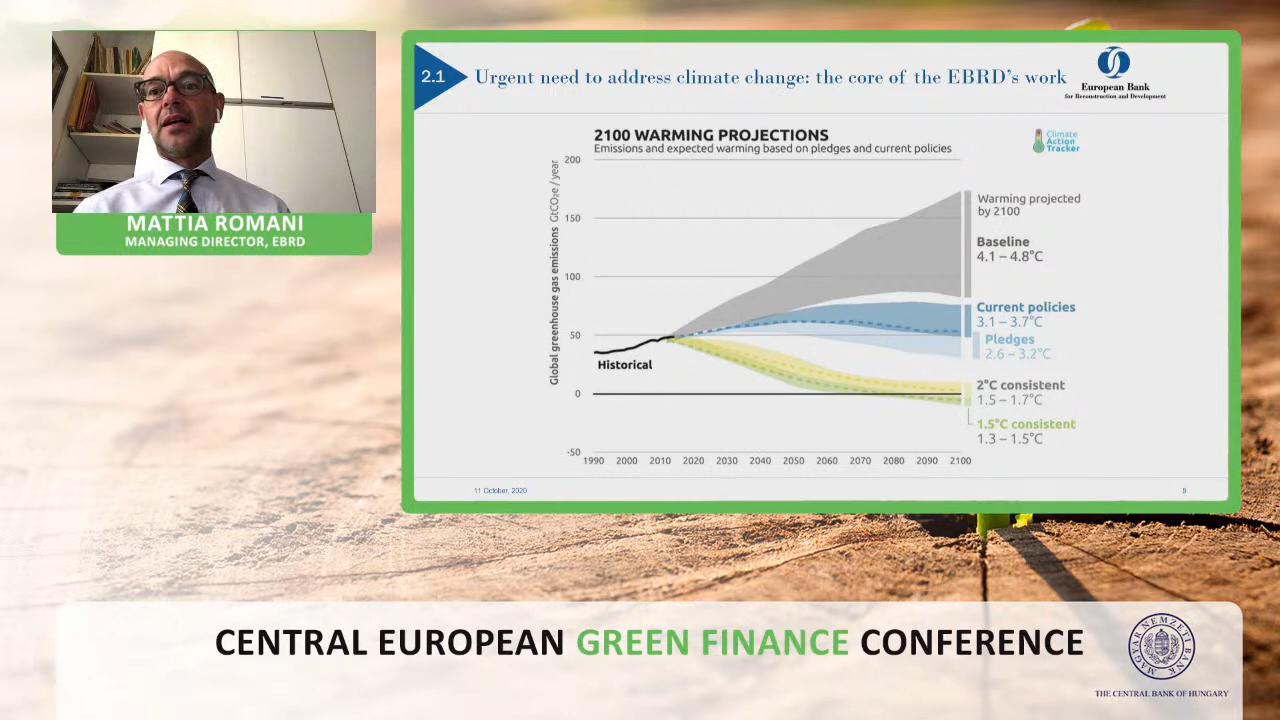 MATTIA ROMANI
MANAGING DIRECTOR, EBRD
2.1
Urgent need to address climate change: the core of the EBRD's work
European Bank
for Reconstruction and Development
2100 WARMING PROJECTIONS
Emissions and expected warming based on pledges and current policies
Climate
Action
Tracker
Global greenhouse gas emissions GtCO₂e / year
200
150
100
50
0
-50
Historical
Warming projected
by 2100
Baseline
4.1 – 4.8°C
Current policies
3.1 – 3.7°C
Pledges
2.6 – 3.2°C
2°C consistent
1.5 – 1.7°C
1.5°C consistent
1.3 – 1.5°C
1990 2000 2010 2020 2030 2040 2050 2060 2070 2080 2090 2100
11 October, 2020
CENTRAL EUROPEAN GREEN FINANCE CONFERENCE
MAGYAR NEMZETI BANK
THE CENTRAL BANK OF HUNGARY